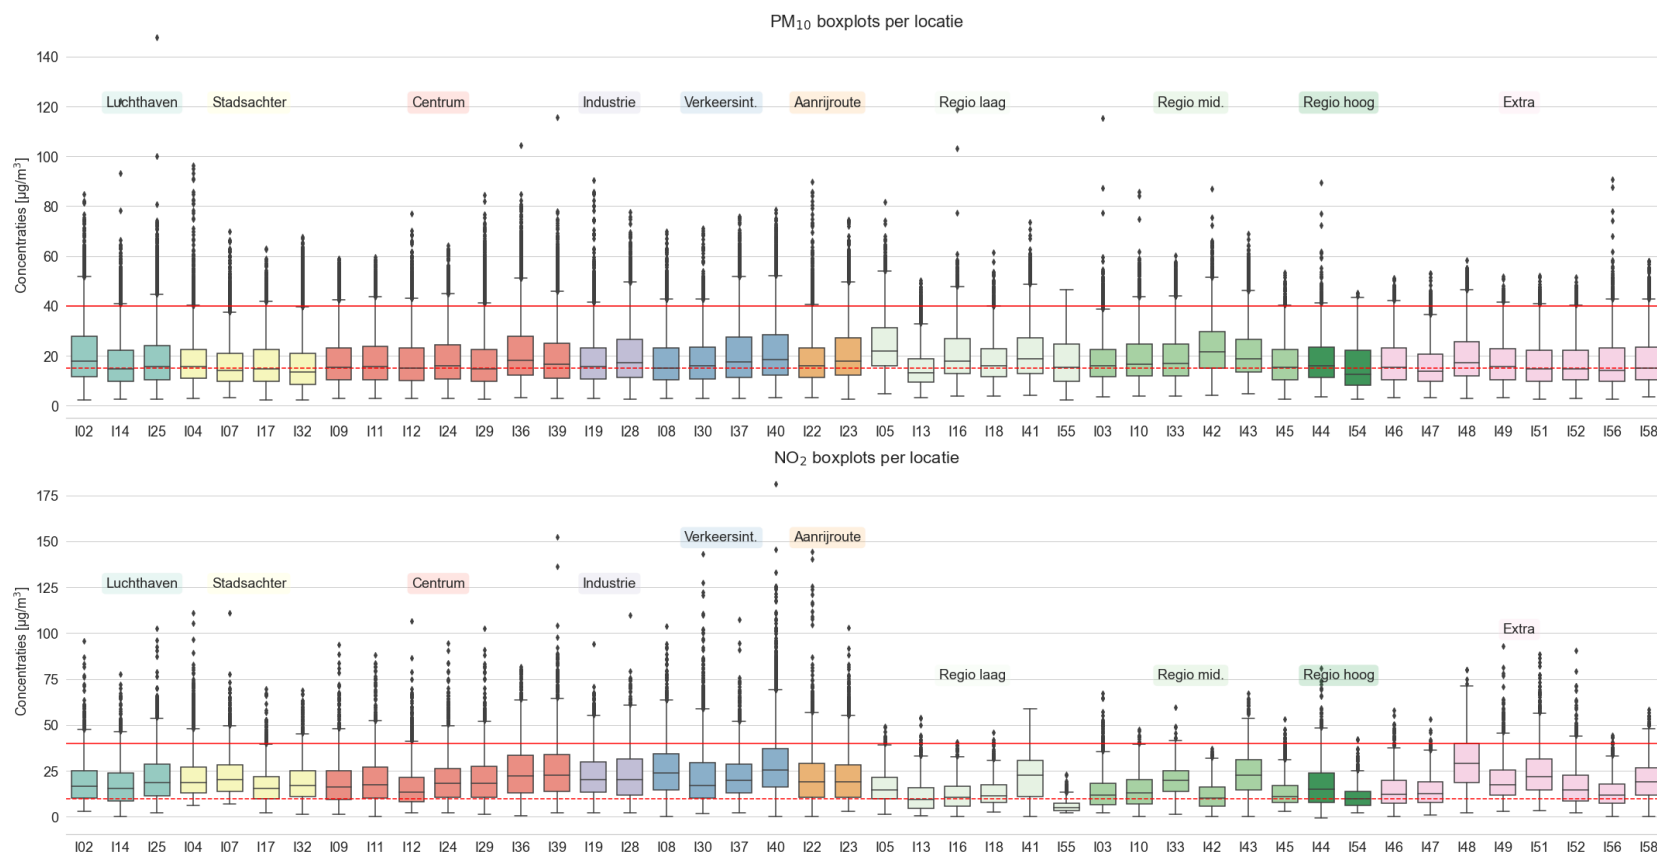 PM₁₀ boxplots per locatie
Concentraties [μg/m³]
140
120
100
80
60
40
20
0
Luchthaven Stadsachter Centrum Industrie Verkeersint. Aanrijroute Regio laag Regio mid. Regio hoog Extra
I02 I14 I25 I04 I07 I17 I32 I09 I11 I12 I24 I29 I36 I39 I19 I28 I08 I30 I37 I40 I22 I23 I05 I13 I16 I18 I41 I55 I03 I10 I33 I42 I43 I45 I44 I54 I46 I47 I48 I49 I51 I52 I56 I58
NO₂ boxplots per locatie
Concentraties [μg/m³]
175
150
125
100
75
50
25
0
Verkeersint. Aanrijroute
Luchthaven Stadsachter Centrum Industrie
Extra
Regio laag Regio mid. Regio hoog
I02 I14 I25 I04 I07 I17 I32 I09 I11 I12 I24 I29 I36 I39 I19 I28 I08 I30 I37 I40 I22 I23 I05 I13 I16 I18 I41 I55 I03 I10 I33 I42 I43 I45 I44 I54 I46 I47 I48 I49 I51 I52 I56 I58